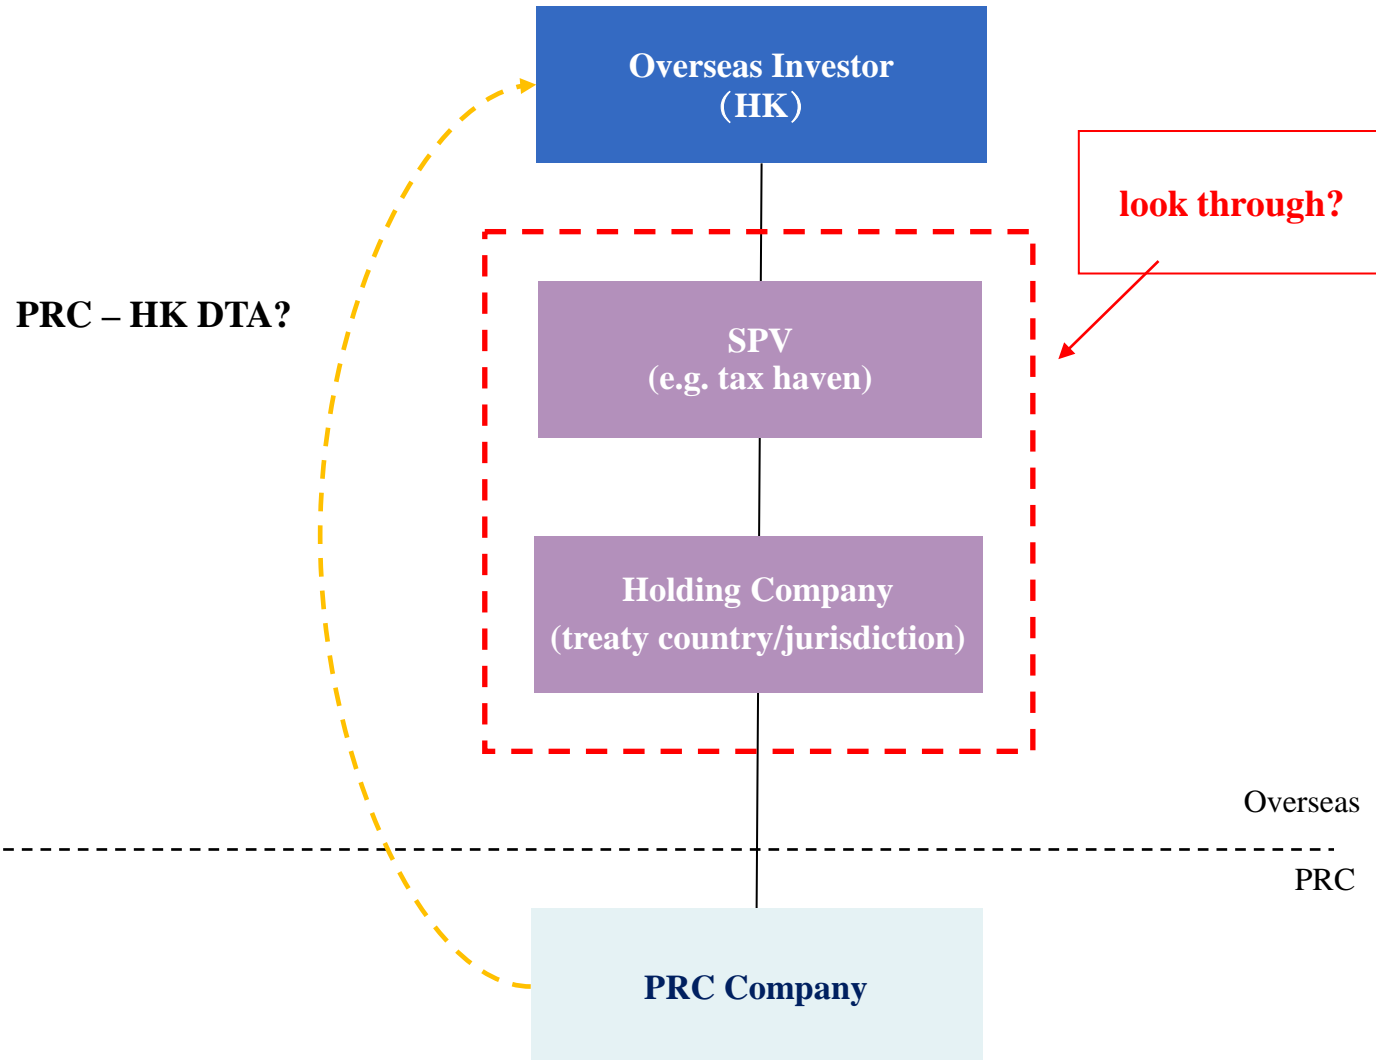 Overseas Investor
（HK）
look through?
PRC – HK DTA?
SPV
(e.g. tax haven)
Holding Company
(treaty country/jurisdiction)
Overseas
PRC
PRC Company